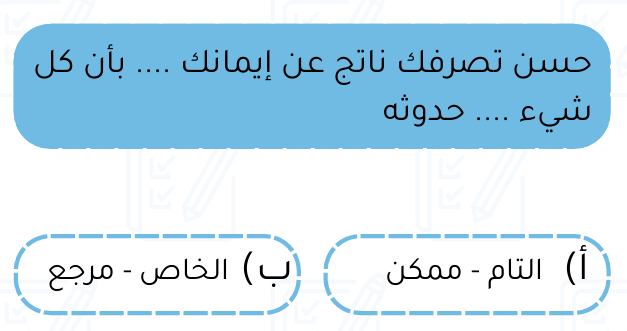 حسن تصرفك ناتج عن إيمانك .... بأن كل
شيء .... حدوثه
أ) التام - ممكن
ب) الخاص - مرجع